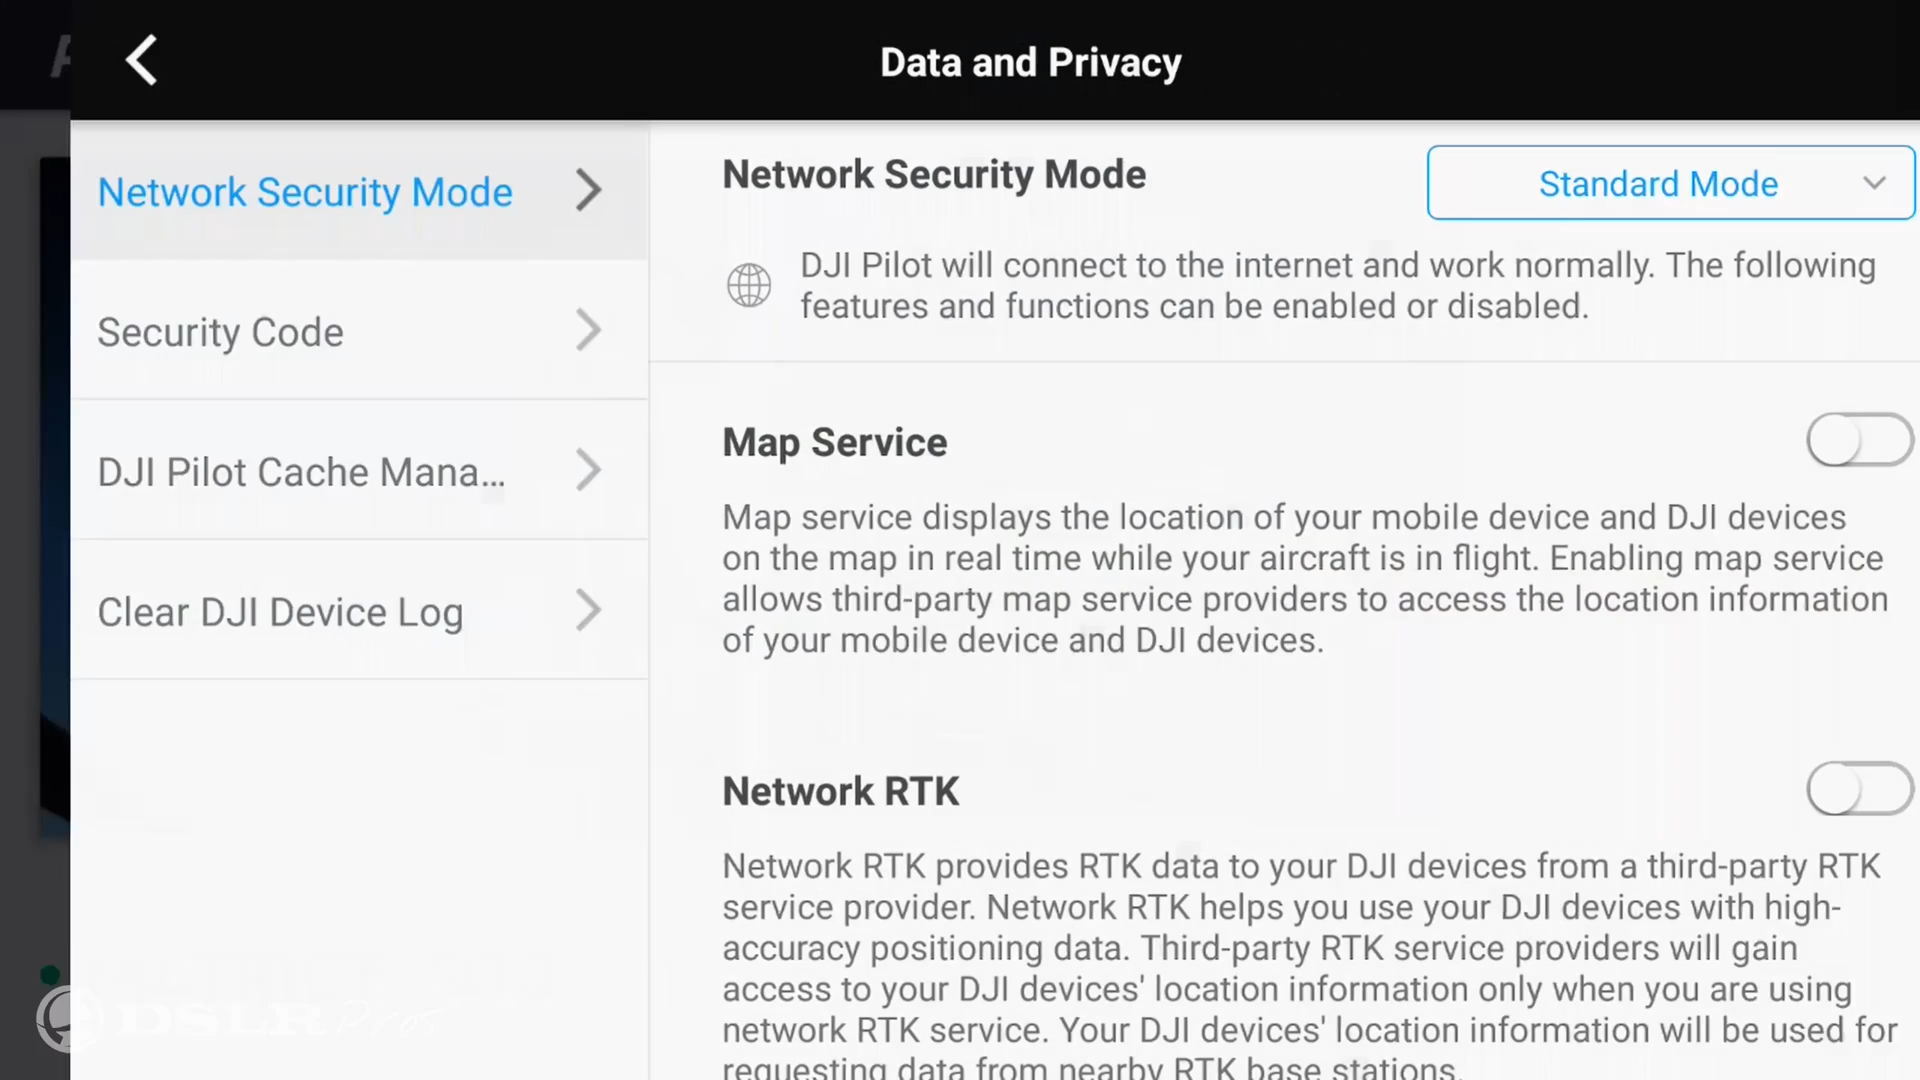 Data and Privacy
Network Security Mode
Security Code
DJI Pilot Cache Mana...
Clear DJI Device Log
Network Security Mode
Standard Mode
DJI Pilot will connect to the internet and work normally. The following
features and functions can be enabled or disabled.
Map Service
Map service displays the location of your mobile device and DJI devices
on the map in real time while your aircraft is in flight. Enabling map service
allows third-party map service providers to access the location information
of your mobile device and DJI devices.
Network RTK
Network RTK provides RTK data to your DJI devices from a third-party RTK
service provider. Network RTK helps you use your DJI devices with high-
accuracy positioning data. Third-party RTK service providers will gain
access to your DJI devices' location information only when you are using
network RTK service. Your DJI devices' location information will be used for
requesting data from nearby RTK base stations.
DSLR Pros